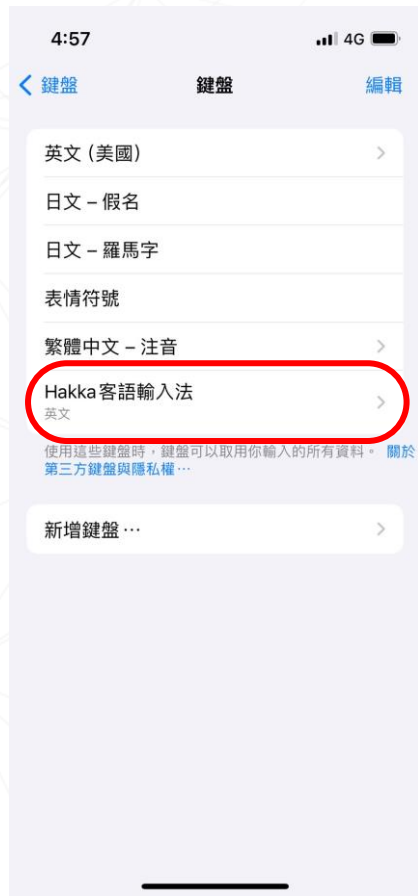 4:57
4G
鍵盤
鍵盤
編輯
英文 (美國)
日文 – 假名
日文 – 羅馬字
表情符號
繁體中文 – 注音
Hakka客語輸入法
英文
使用這些鍵盤時，鍵盤可以取用你輸入的所有資料。 關於
第三方鍵盤與隱私權⋯
新增鍵盤⋯